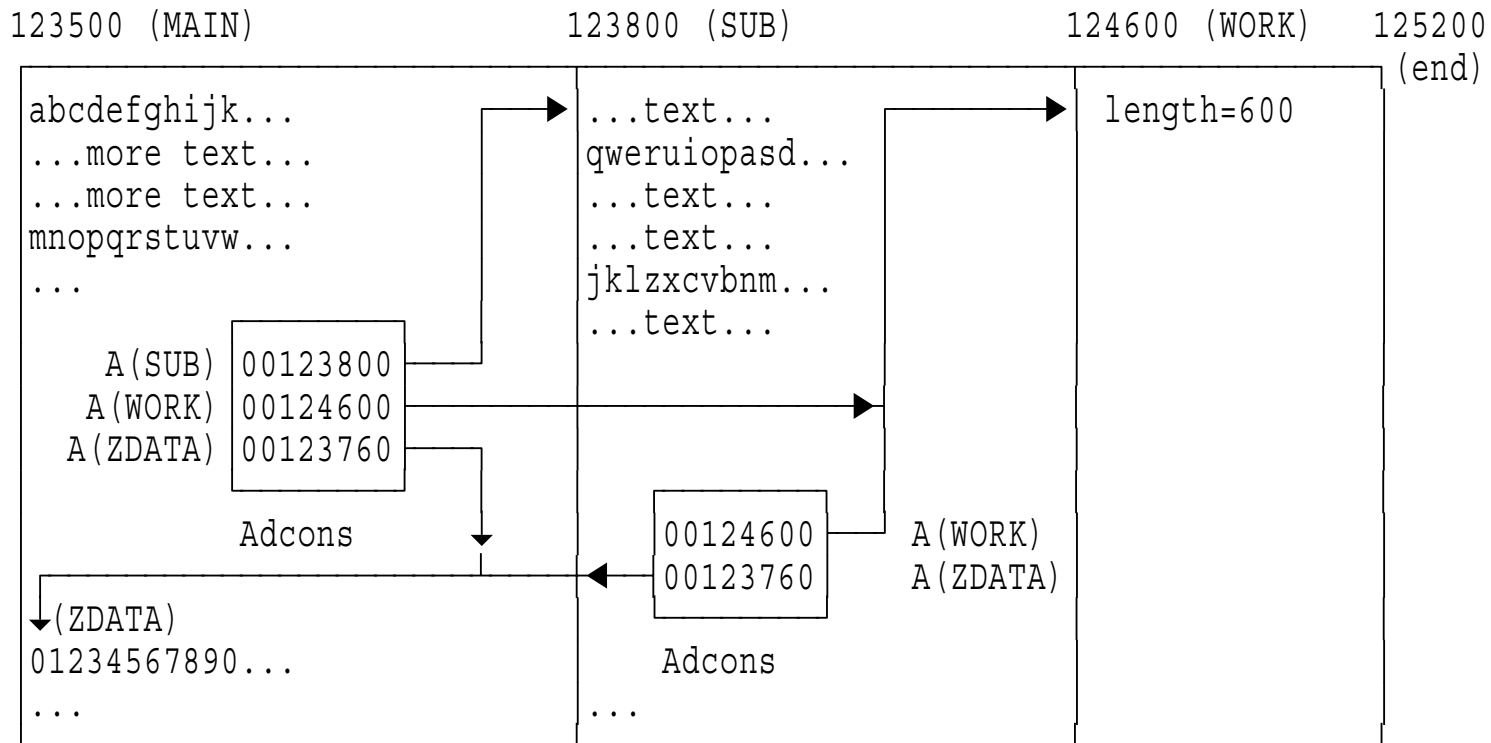 123500 (MAIN) 123800 (SUB) 124600 (WORK) 125200
(end)
abcdefghijk... ...text... length=600
...more text... qweruiopasd...
...more text... ...text...
mnopqrstuvw... ...text...
... jklzxcvbnm...
...text...
A(SUB) 00123800
A(WORK) 00124600
A(ZDATA) 00123760
Adcons 00124600 A(WORK)
00123760 A(ZDATA)
(ZDATA)
01234567890... Adcons
... ...